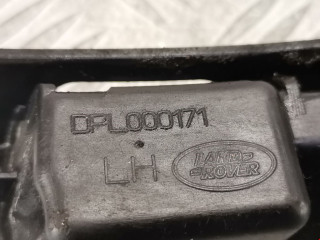 DPL000171
LH
LAND-
-ROVER